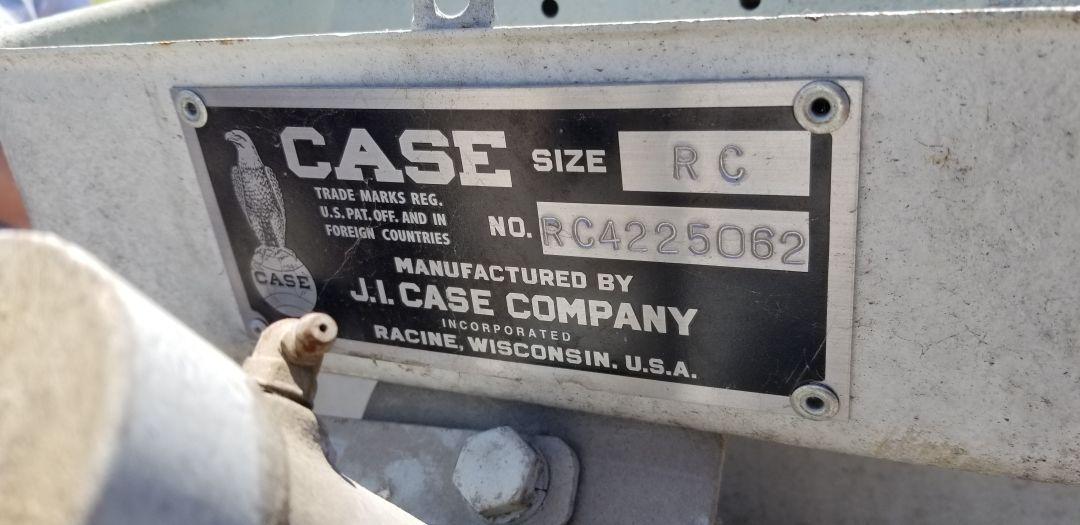 CASE
SIZE RC
TRADE MARKS REG.
U.S. PAT. OFF. AND IN
FOREIGN COUNTRIES
NO. RC4225062
CASE
MANUFACTURED BY
J.I. CASE COMPANY
INCORPORATED
RACINE, WISCONSIN. U.S.A.